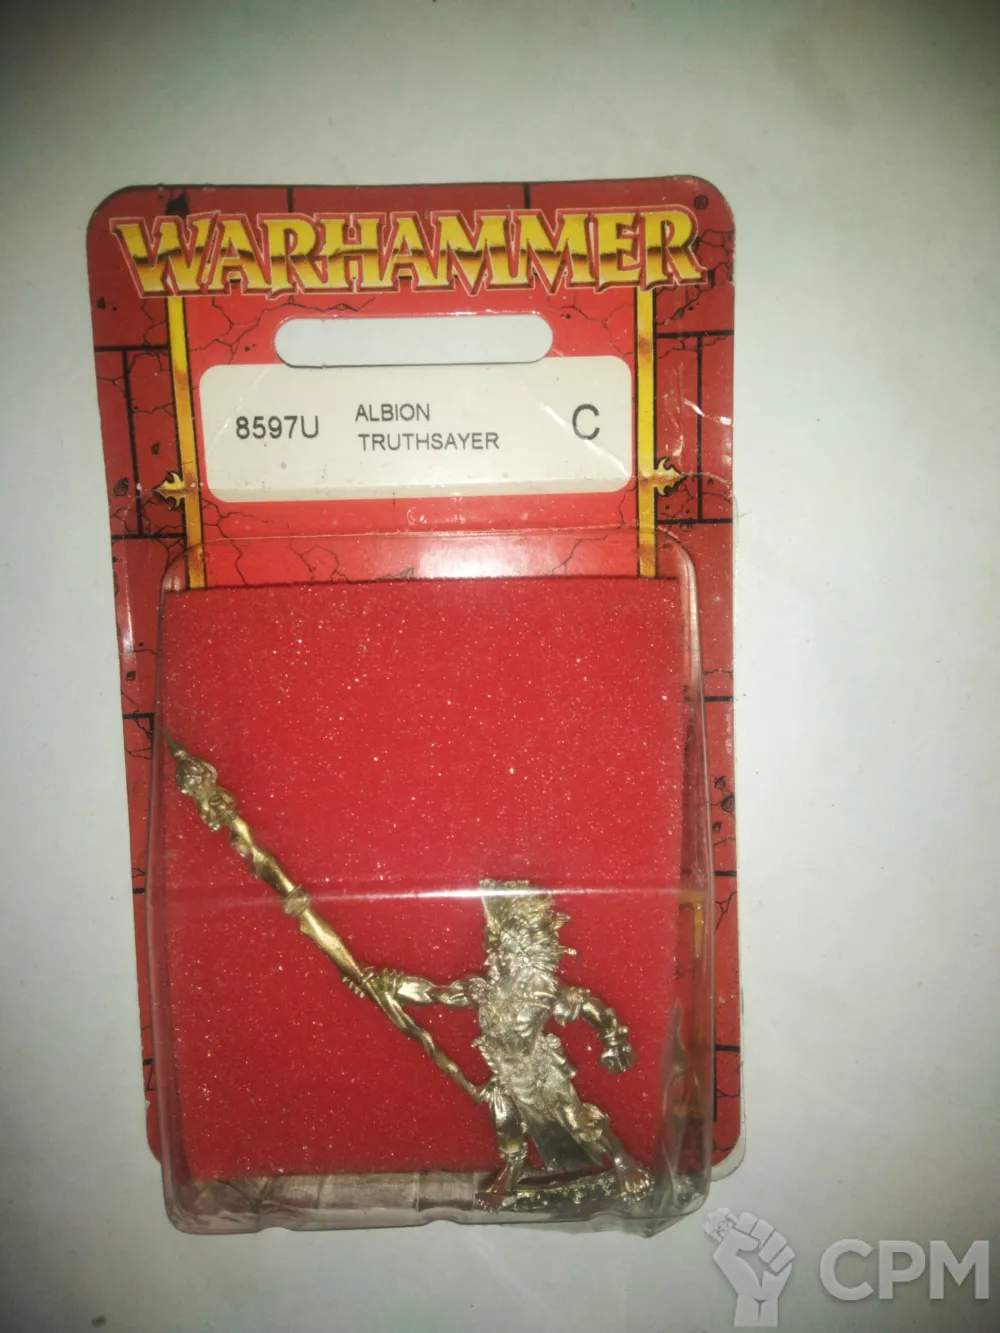 WARHAMMER®
8597U ALBION C
TRUTHSAYER
CPM